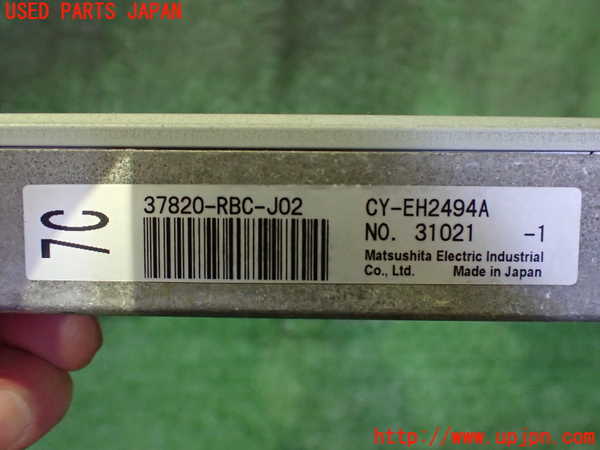 USED PARTS JAPAN
7C
37820-RBC-J02
CY-EH2494A
NO. 31021 -1
Matsushita Electric Industrial
Co., Ltd. Made in Japan
http://www.upjpn.com